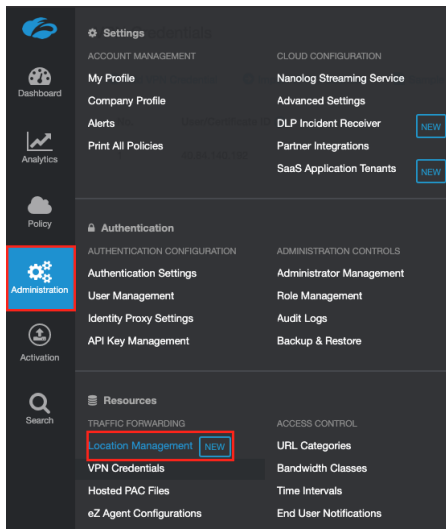 Dashboard
Analytics
Policy
Administration
Activation
Search
Settings
ACCOUNT MANAGEMENT
My Profile
Company Profile
Alerts
Print All Policies
CLOUD CONFIGURATION
Nanolog Streaming Service
Advanced Settings
DLP Incident Receiver NEW
Partner Integrations
SaaS Application Tenants NEW
Authentication
AUTHENTICATION CONFIGURATION
Authentication Settings
User Management
Identity Proxy Settings
API Key Management
ADMINISTRATION CONTROLS
Administrator Management
Role Management
Audit Logs
Backup & Restore
Resources
TRAFFIC FORWARDING
Location Management NEW
VPN Credentials
Hosted PAC Files
eZ Agent Configurations
ACCESS CONTROL
URL Categories
Bandwidth Classes
Time Intervals
End User Notifications